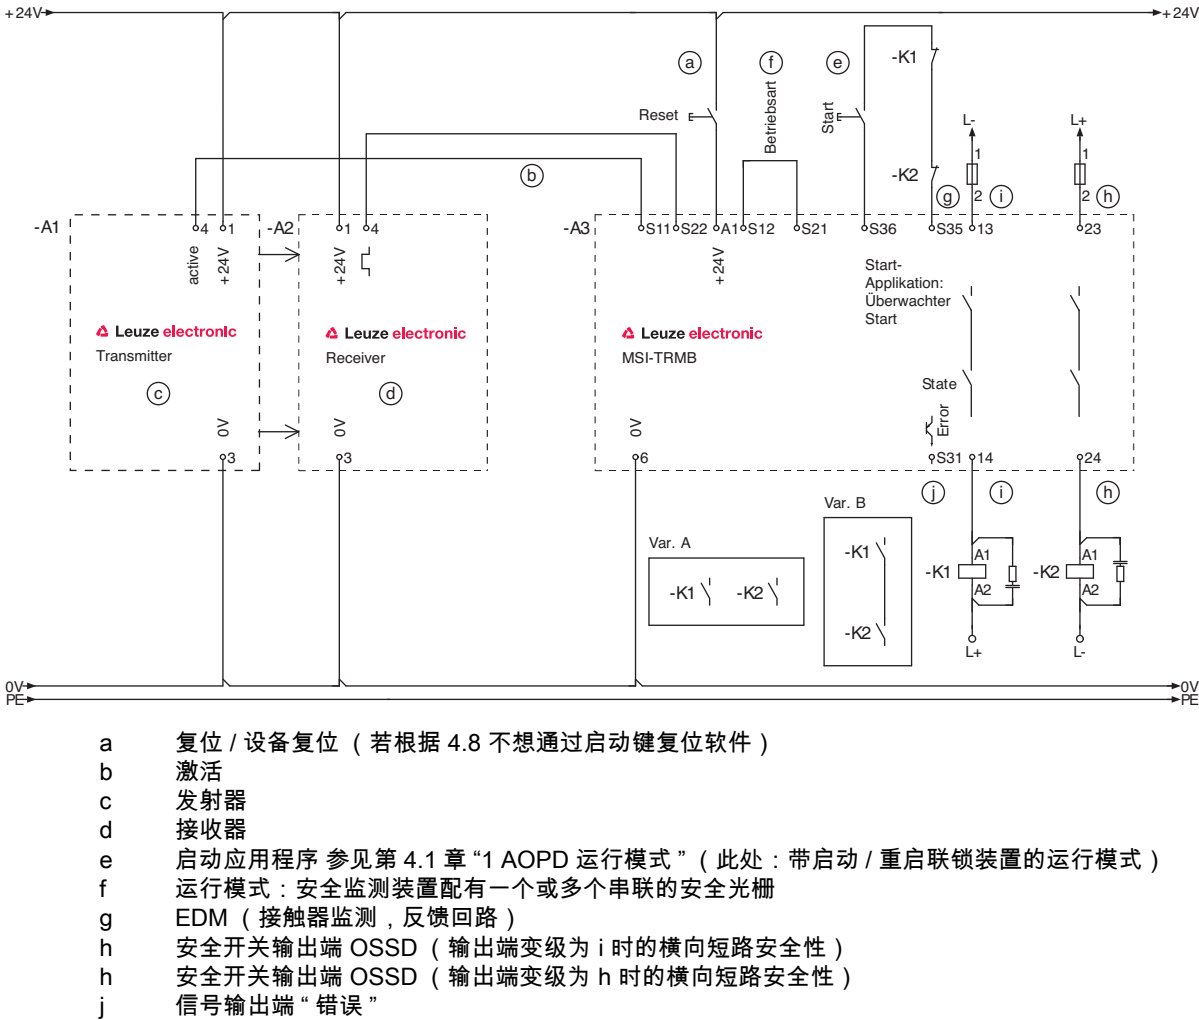 +24V +24V
a f e -K1
Reset Betriebsart Start L- L+
1 1
b -K2 g 2 i 2 h
-A1 4 1 -A2 1 4 -A3 S11 S22 A1 S12 S21 S36 S35 13 23
active +24V +24V +24V
Start-
Applikation:
Überwachter
Start
Leuze electronic Leuze electronic Leuze electronic
Transmitter Receiver MSI-TRMB
c d State
0V 0V 0V Error
3 3 6 S31 14 24
j i h
Var. A Var. B
-K1 -K2
-K1
-K2
-K1 A1 A2 -K2 A1 A2
L+ L-
0V 0V
PE PE
a 复位 / 设备复位 （若根据 4.8 不想通过启动键复位软件）
b 激活
c 发射器
d 接收器
e 启动应用程序 参见第 4.1 章 “1 AOPD 运行模式 ” （此处：带启动 / 重启联锁装置的运行模式）
f 运行模式：安全监测装置配有一个或多个串联的安全光栅
g EDM （接触器监测，反馈回路）
h 安全开关输出端 OSSD （输出端变级为 i 时的横向短路安全性）
h 安全开关输出端 OSSD （输出端变级为 h 时的横向短路安全性）
j 信号输出端 “ 错误 ”